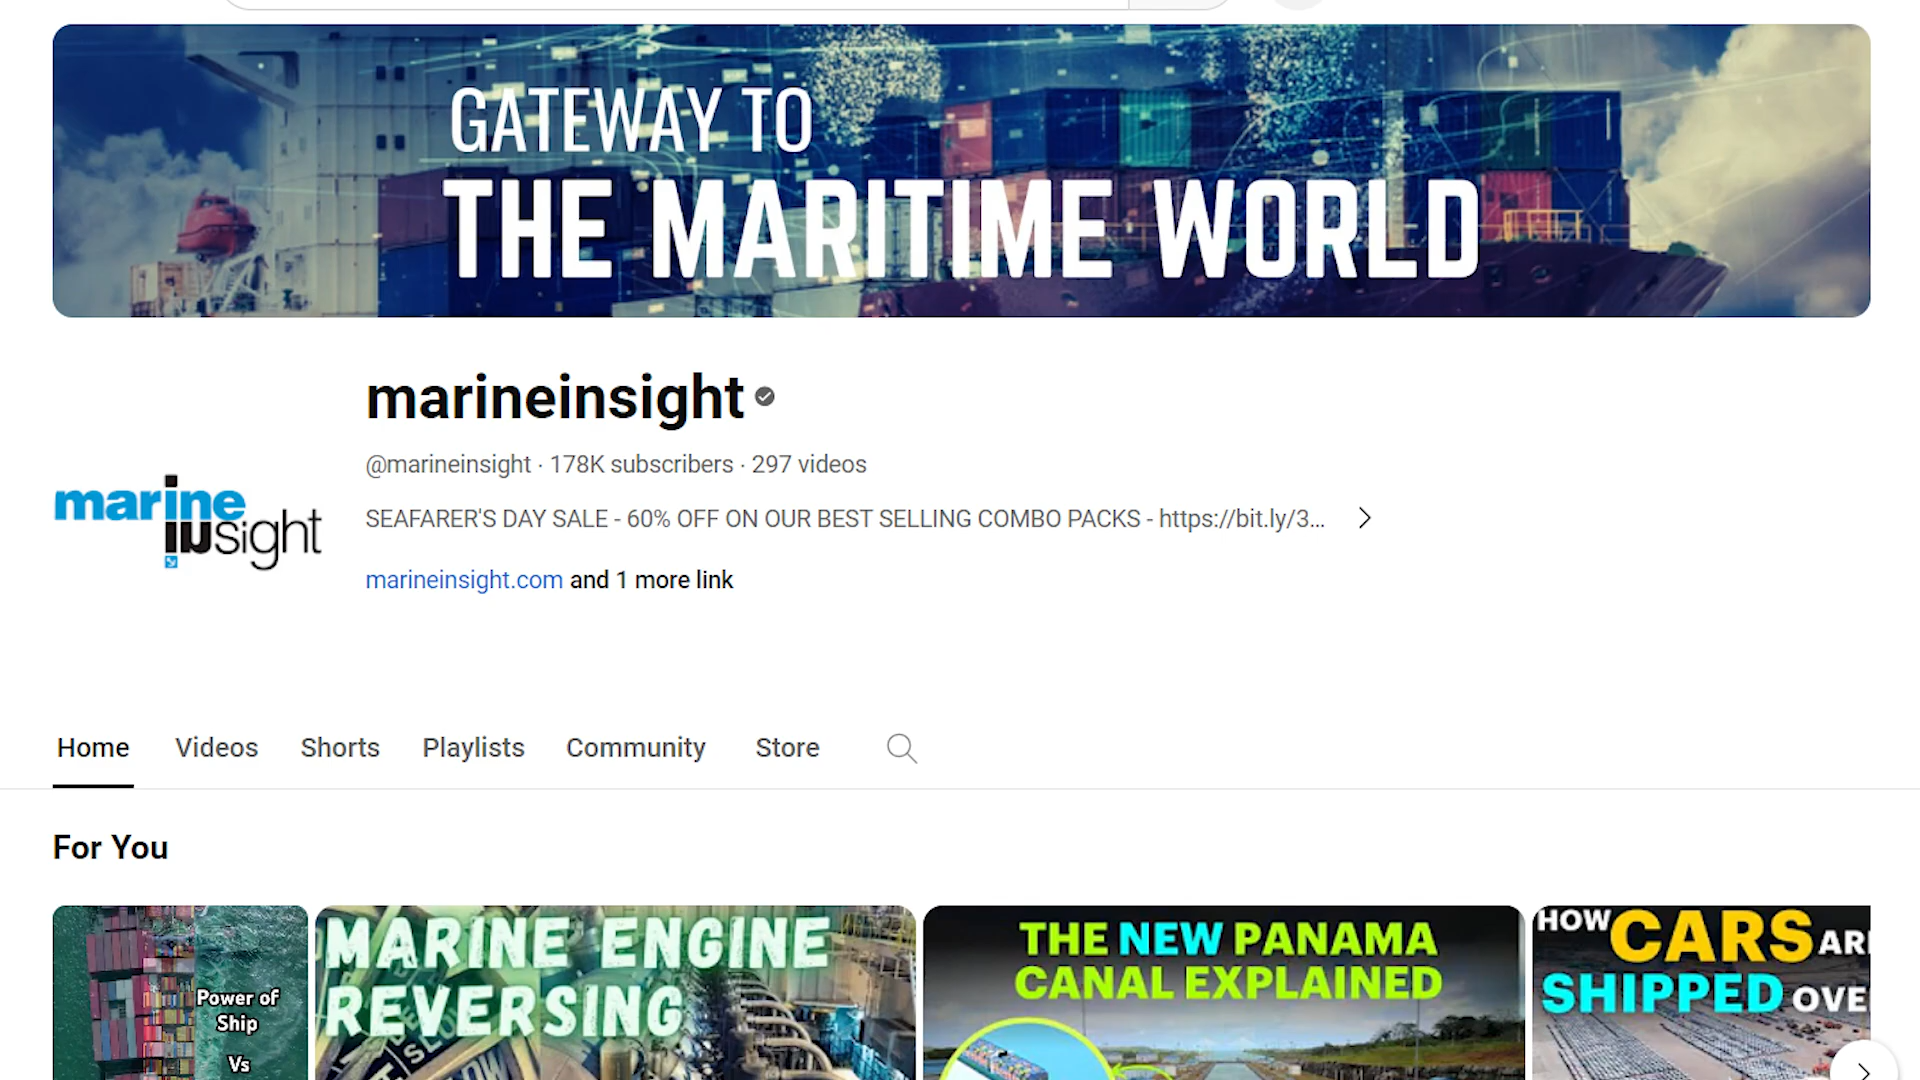 GATEWAY TO
THE MARITIME WORLD
marineinsight
@marineinsight · 178K subscribers · 297 videos
marine
insight
SEAFARER'S DAY SALE - 60% OFF ON OUR BEST SELLING COMBO PACKS - https://bit.ly/3...
marineinsight.com and 1 more link
Home Videos Shorts Playlists Community Store
For You
Power of
Ship
Vs
MARINE ENGINE
REVERSING
THE NEW PANAMA
CANAL EXPLAINED
HOW CARS
SHIPPED